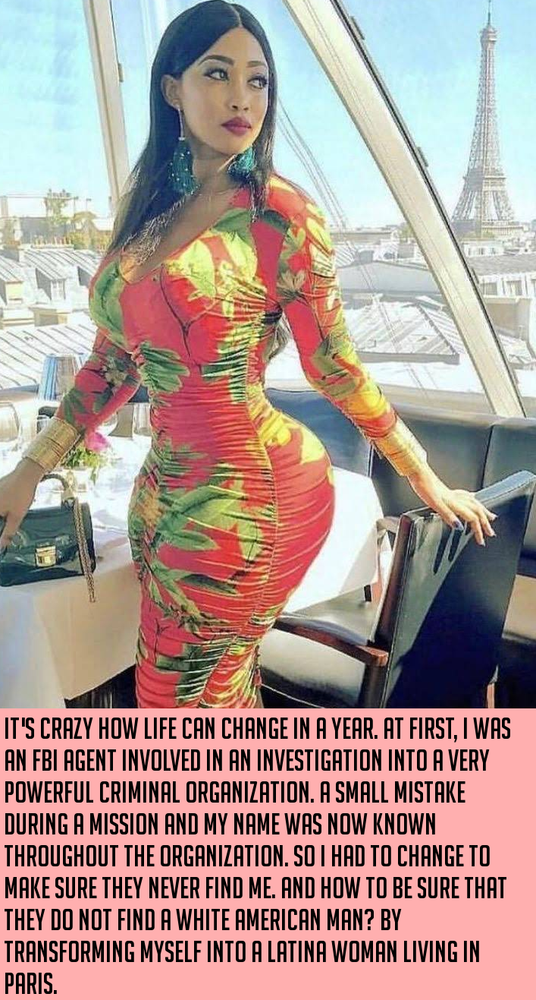 IT'S CRAZY HOW LIFE CAN CHANGE IN A YEAR. AT FIRST, I WAS
AN FBI AGENT INVOLVED IN AN INVESTIGATION INTO A VERY
POWERFUL CRIMINAL ORGANIZATION. A SMALL MISTAKE
DURING A MISSION AND MY NAME WAS NOW KNOWN
THROUGHOUT THE ORGANIZATION. SO I HAD TO CHANGE TO
MAKE SURE THEY NEVER FIND ME. AND HOW TO BE SURE THAT
THEY DO NOT FIND A WHITE AMERICAN MAN? BY
TRANSFORMING MYSELF INTO A LATINA WOMAN LIVING IN
PARIS.